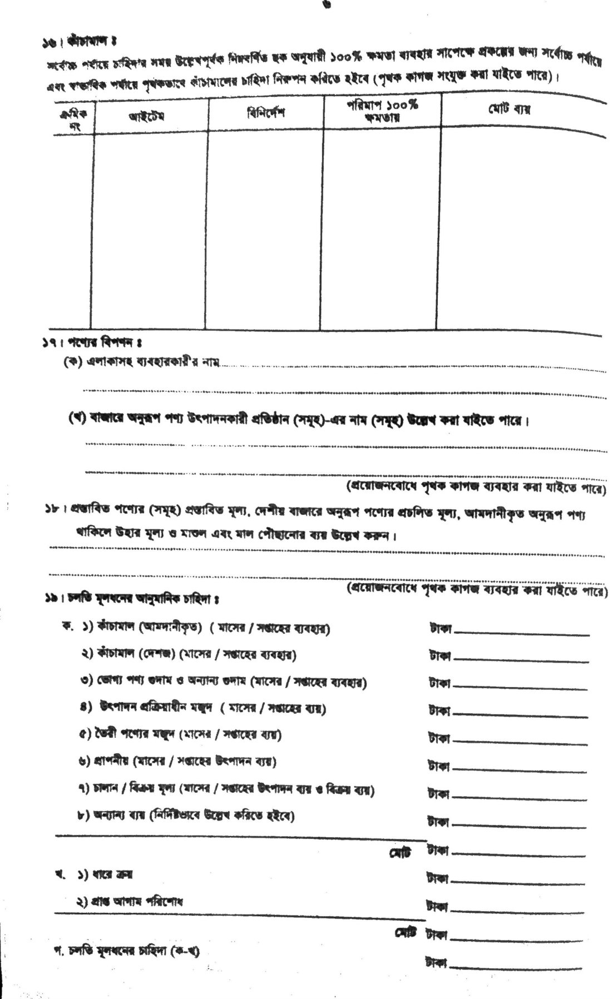 ৬
১৬। কাঁচামাল ঃ
সর্বোচ্চ পর্যায়ে চাহিদার সময় উল্লেখপূর্বক নিম্নবর্ণিত ছক অনুযায়ী ১০০% ক্ষমতা ব্যবহার সাপেক্ষে প্রকল্পের জন্য সর্বোচ্চ পর্যায়ে
এবং স্বাভাবিক পর্যায়ে পৃথকভাবে কাঁচামালের চাহিদা নিরুপন করিতে হইবে (পৃথক কাগজ সংযুক্ত করা যাইতে পারে)।
ক্রমিক নং
আইটেম
বিনির্দেশ
পরিমাপ ১০০% ক্ষমতায়
মোট ব্যয়
১৭। পণ্যের বিপণন ঃ
(ক) এলাকাসহ ব্যবহারকারী'র নাম
(খ) বাজারে অনুরূপ পণ্য উৎপাদনকারী প্রতিষ্ঠান (সমূহ)-এর নাম (সমূহ) উল্লেখ করা যাইতে পারে।
(প্রয়োজনবোধে পৃথক কাগজ ব্যবহার করা যাইতে পারে)
১৮। প্রস্তাবিত পণ্যের (সমূহ) প্রস্তাবিত মূল্য, দেশীয় বাজারে অনুরূপ পণ্যের প্রচলিত মূল্য, আমদানীকৃত অনুরূপ পণ্য
থাকিলে উহার মূল্য ও মাশুল এবং মাল পৌছানোর ব্যয় উল্লেখ করুন।
(প্রয়োজনবোধে পৃথক কাগজ ব্যবহার করা যাইতে পারে)
১৯। চলতি মূলধনের আনুমানিক চাহিদা ঃ
ক. ১) কাঁচামাল (আমদানীকৃত) ( মাসের / সপ্তাহের ব্যবহার) টাকা
২) কাঁচামাল (দেশজ) (মাসের / সপ্তাহের ব্যবহার) টাকা
৩) ভোগ্য পণ্য গুদাম ও অন্যান্য গুদাম (মাসের / সপ্তাহের ব্যবহার) টাকা
৪) উৎপাদন প্রক্রিয়াধীন মজুদ ( মাসের / সপ্তাহের ব্যয়) টাকা
৫) তৈরী পণ্যের মজুদ (মাসের / সপ্তাহের ব্যয়) টাকা
৬) প্রাপনীয় (মাসের / সপ্তাহের উৎপাদন ব্যয়) টাকা
৭) চালান / বিক্রয় মূল্য (মাসের / সপ্তাহের উৎপাদন ব্যয় ও বিক্রয় ব্যয়) টাকা
৮) অন্যান্য ব্যয় (নির্দিষ্টভাবে উল্লেখ করিতে হইবে) টাকা
মোট টাকা
খ. ১) ধারে ক্রয় টাকা
২) প্রাপ্ত আগাম পরিশোধ টাকা
মোট টাকা
গ. চলতি মূলধনের চাহিদা (ক-খ) টাকা